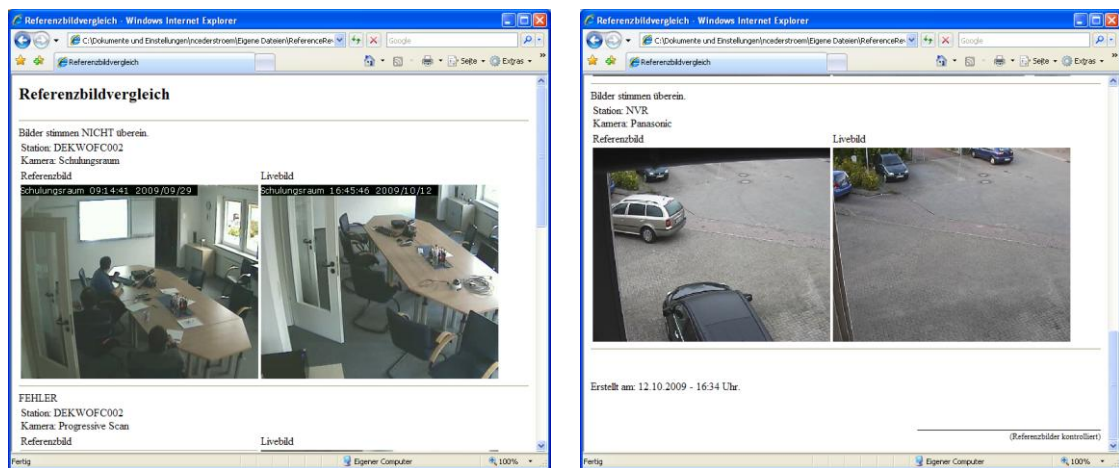 Referenzbildvergleich - Windows Internet Explorer
C:\Dokumente und Einstellungen\ncederstroem\Eigene Dateien\ReferenceRe
Google
Referenzbildvergleich
Seite
Extras
»
Referenzbildvergleich
Bilder stimmen NICHT überein.
Station: DEKWOFC002
Kamera: Schulungsraum
Referenzbild Livebild
Schulungsraum 09:14:41 2009/09/29
Schulungsraum 16:45:46 2009/10/12
FEHLER
Station: DEKWOFC002
Kamera: Progressive Scan
Referenzbild Livebild
Fertig
Eigener Computer
100%
Referenzbildvergleich - Windows Internet Explorer
C:\Dokumente und Einstellungen\ncederstroem\Eigene Dateien\ReferenceRe
Google
Referenzbildvergleich
Seite
Extras
»
Bilder stimmen überein.
Station: NVR
Kamera: Panasonic
Referenzbild Livebild
Erstellt am: 12.10.2009 - 16:34 Uhr.
(Referenzbilder kontrolliert)
Fertig
Eigener Computer
100%